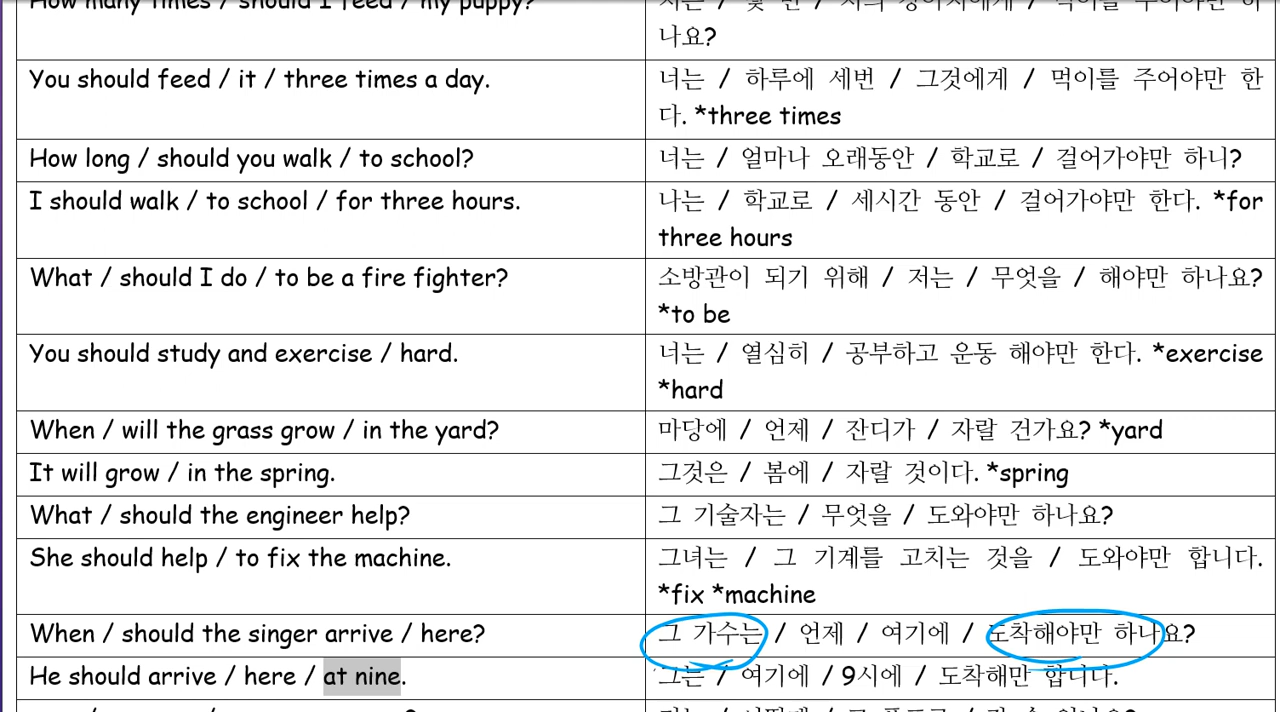 How many times / should I feed / my puppy?
나요?
You should feed / it / three times a day.
너는 / 하루에 세번 / 그것에게 / 먹이를 주어야만 한
다. *three times
How long / should you walk / to school?
너는 / 얼마나 오래동안 / 학교로 / 걸어가야만 하니?
I should walk / to school / for three hours.
나는 / 학교로 / 세시간 동안 / 걸어가야만 한다. *for
three hours
What / should I do / to be a fire fighter?
소방관이 되기 위해 / 저는 / 무엇을 / 해야만 하나요?
*to be
You should study and exercise / hard.
너는 / 열심히 / 공부하고 운동 해야만 한다. *exercise
*hard
When / will the grass grow / in the yard?
마당에 / 언제 / 잔디가 / 자랄 건가요? *yard
It will grow / in the spring.
그것은 / 봄에 / 자랄 것이다. *spring
What / should the engineer help?
그 기술자는 / 무엇을 / 도와야만 하나요?
She should help / to fix the machine.
그녀는 / 그 기계를 고치는 것을 / 도와야만 합니다.
*fix *machine
When / should the singer arrive / here?
그 가수는 / 언제 / 여기에 / 도착해야만 하나요?
He should arrive / here / at nine.
그는 / 여기에 / 9시에 / 도착해만 합니다.